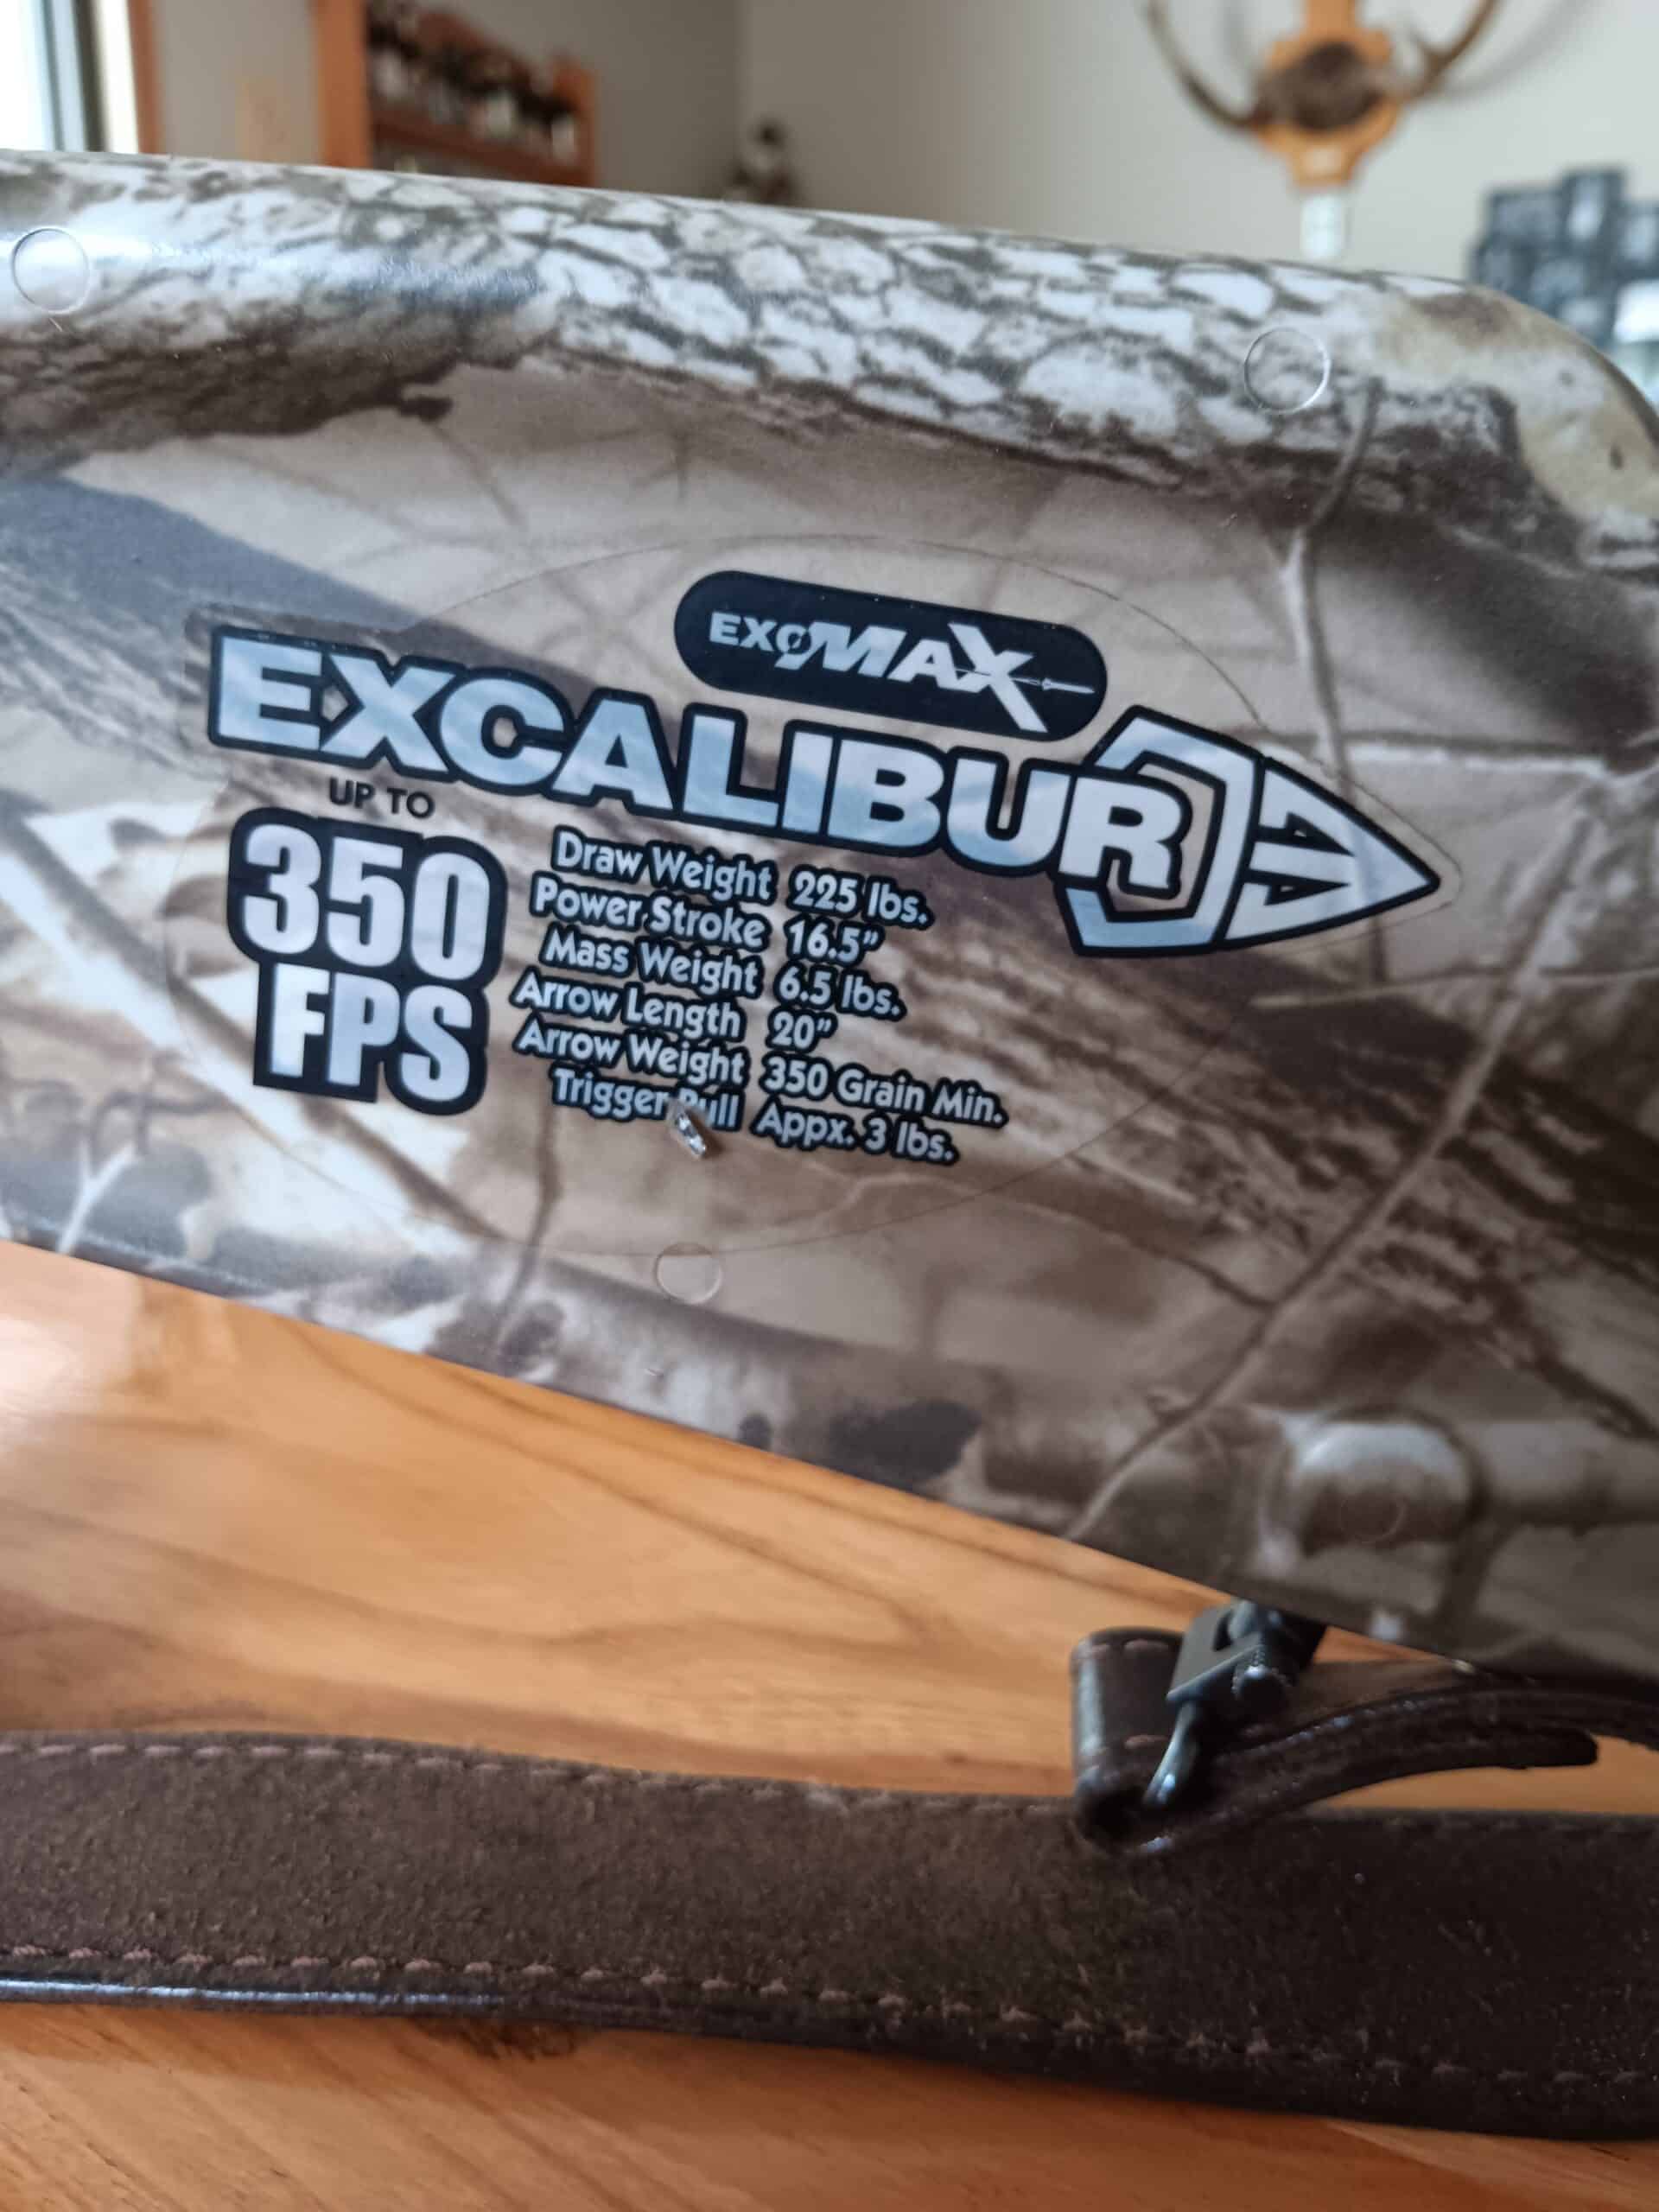 EXOMAX
EXCALIBUR
UP TO
350
FPS
Draw Weight 225 lbs.
Power Stroke 16.5"
Mass Weight 6.5 lbs.
Arrow Length 20"
Arrow Weight 350 Grain Min.
Trigger Pull Appx. 3 lbs.